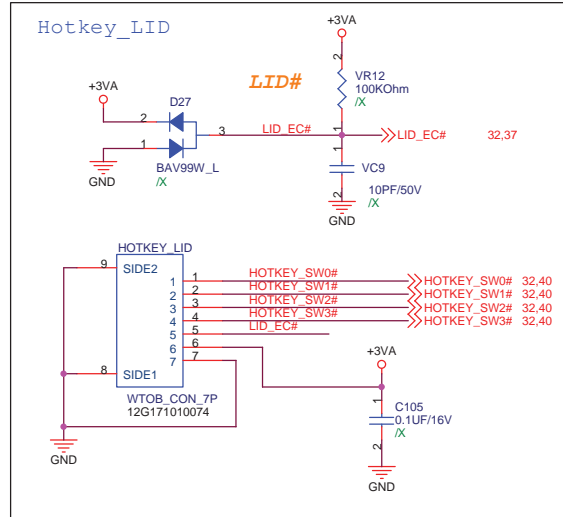 Hotkey_LID
+3VA
LID#
2
VR12
100KOhm
/X
1
+3VA
D27
2
1
3
LID_EC#
LID_EC# 32,37
BAV99W_L
/X
GND
1
VC9
10PF/50V
2
/X
GND
HOTKEY_LID
9 SIDE2
1 1 HOTKEY_SW0# HOTKEY_SW0# 32,40
2 2 HOTKEY_SW1# HOTKEY_SW1# 32,40
3 3 HOTKEY_SW2# HOTKEY_SW2# 32,40
4 4 HOTKEY_SW3# HOTKEY_SW3# 32,40
5 5 LID_EC#
6 6
7 7
8 SIDE1
+3VA
WTOB_CON_7P
12G171010074
1
C105
0.1UF/16V
/X
2
GND
GND